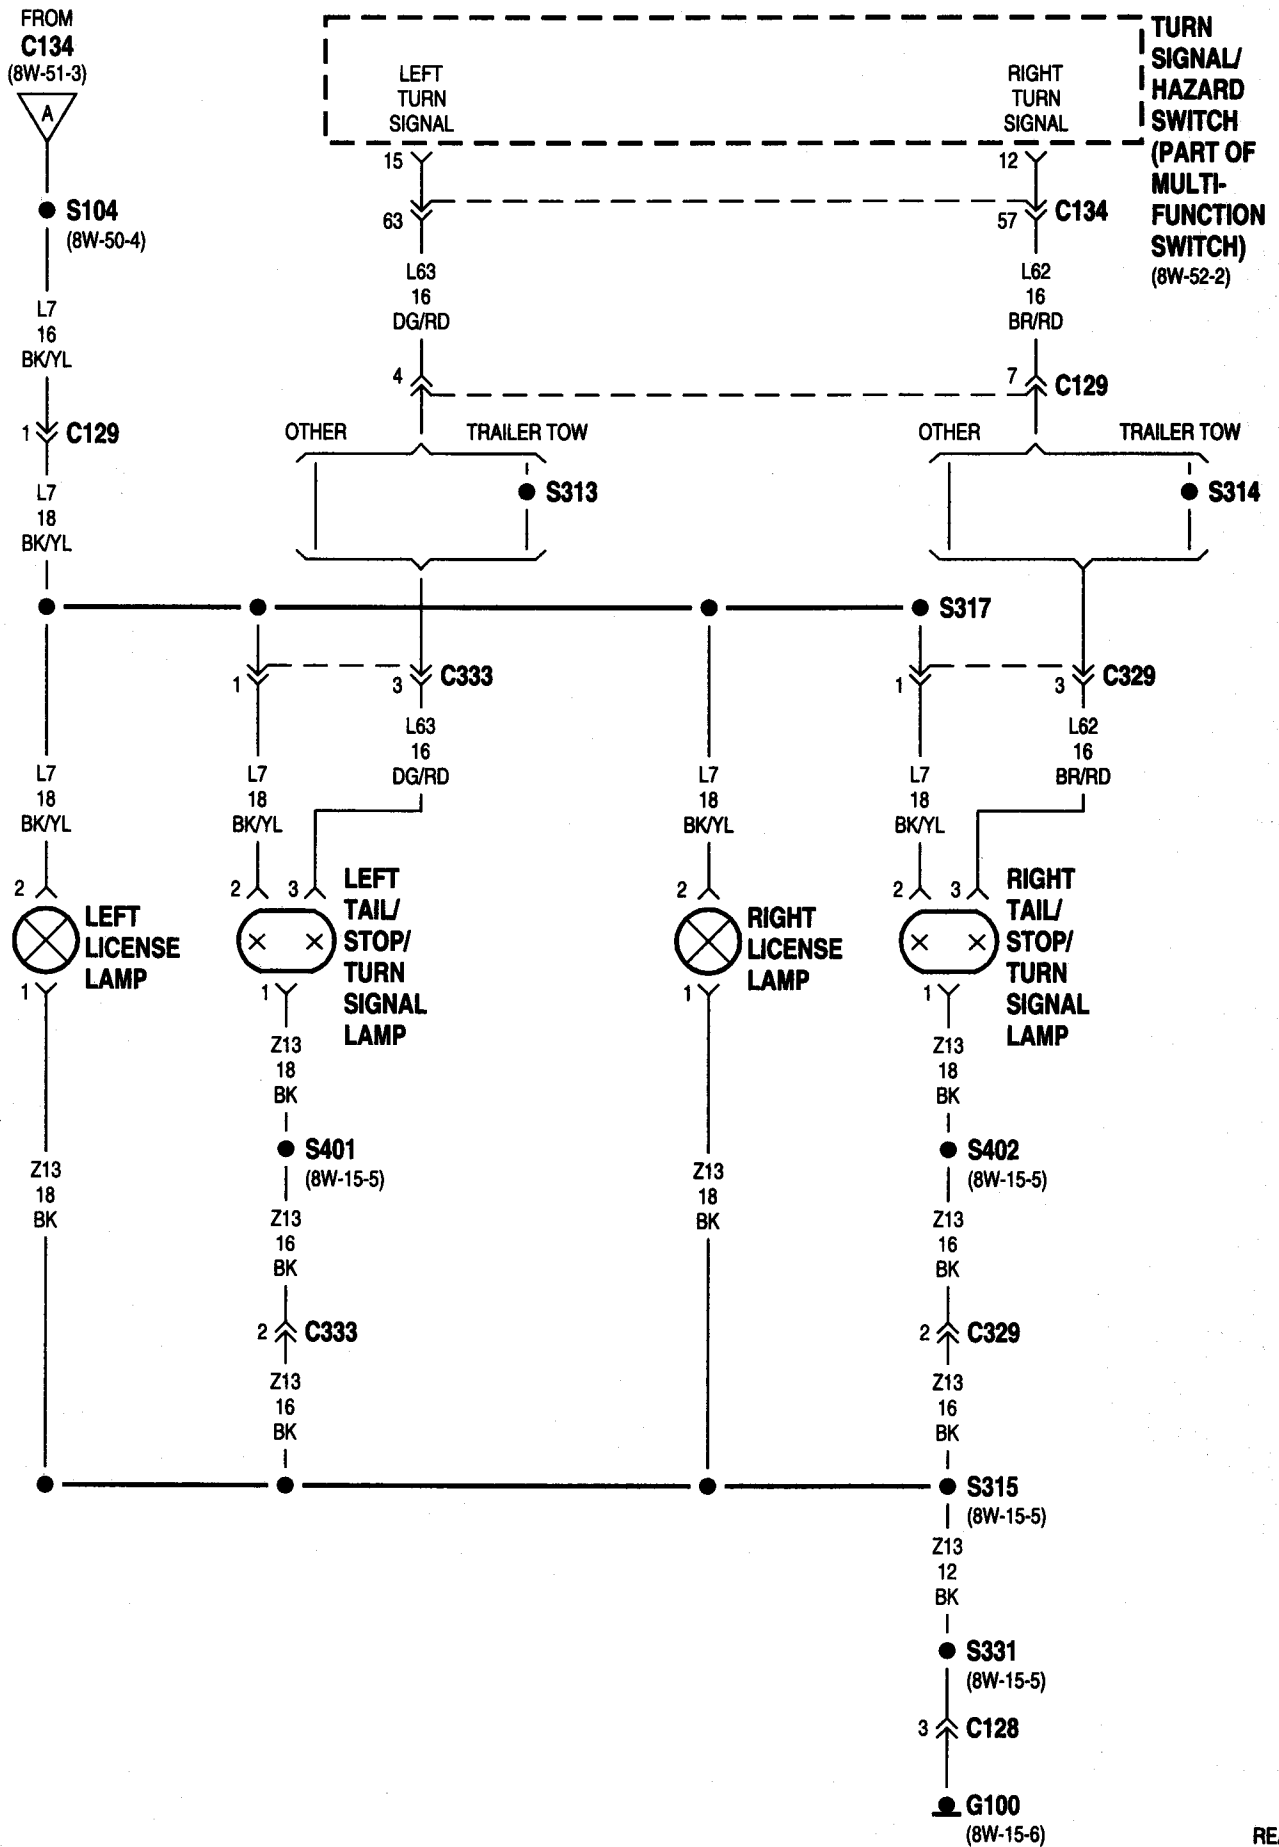 FROM
C134
(8W-51-3)
A
S104
(8W-50-4)
L7
16
BK/YL
1
C129
L7
18
BK/YL
LEFT
TURN
SIGNAL
RIGHT
TURN
SIGNAL
TURN
SIGNAL/
HAZARD
SWITCH
(PART OF
MULTI-
FUNCTION
SWITCH)
(8W-52-2)
15
12
63
57
C134
L63
16
DG/RD
L62
16
BR/RD
4
7
C129
OTHER
TRAILER TOW
OTHER
TRAILER TOW
S313
S314
S317
1
3
C333
1
3
C329
L63
16
DG/RD
L62
16
BR/RD
L7
18
BK/YL
L7
18
BK/YL
L7
18
BK/YL
L7
18
BK/YL
2
LEFT
LICENSE
LAMP
1
2
3
LEFT
TAIL/
STOP/
TURN
SIGNAL
LAMP
1
2
RIGHT
LICENSE
LAMP
1
2
3
RIGHT
TAIL/
STOP/
TURN
SIGNAL
LAMP
1
Z13
18
BK
Z13
18
BK
S401
(8W-15-5)
S402
(8W-15-5)
Z13
18
BK
Z13
16
BK
Z13
18
BK
Z13
16
BK
2
C333
2
C329
Z13
16
BK
Z13
16
BK
S315
(8W-15-5)
Z13
12
BK
S331
(8W-15-5)
3
C128
G100
(8W-15-6)